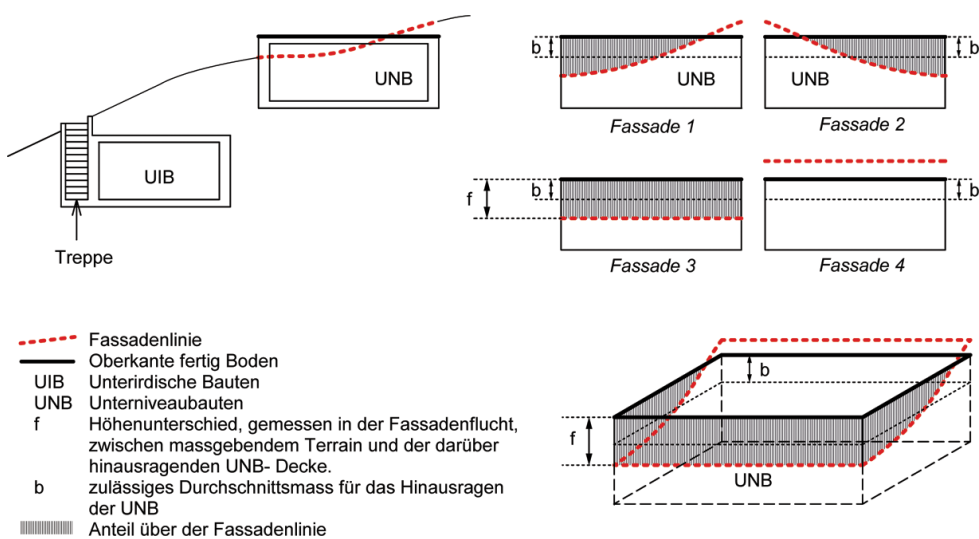 UNB
UIB
Treppe
b
UNB
Fassade 1
b
UNB
Fassade 2
f
b
Fassade 3
b
Fassade 4
Fassadenlinie
Oberkante fertig Boden
UIB Unterirdische Bauten
UNB Unterniveaubauten
f Höhenunterschied, gemessen in der Fassadenflucht,
zwischen massgebendem Terrain und der darüber
hinausragenden UNB- Decke.
b zulässiges Durchschnittsmass für das Hinausragen
der UNB
Anteil über der Fassadenlinie
b
f
UNB